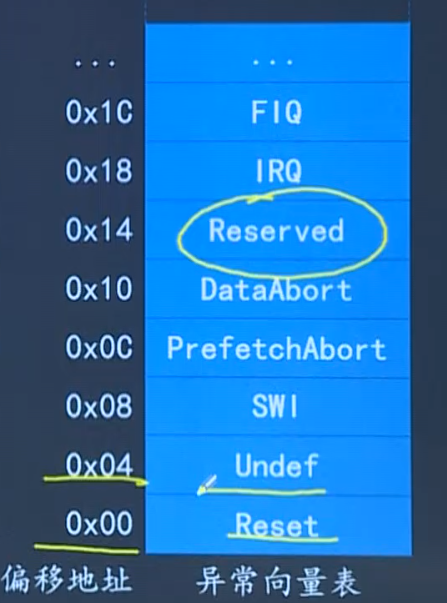 ... ...
0x1C FIQ
0x18 IRQ
0x14 Reserved
0x10 DataAbort
0x0C PrefetchAbort
0x08 SWI
0x04 Undef
0x00 Reset
偏移地址 异常向量表